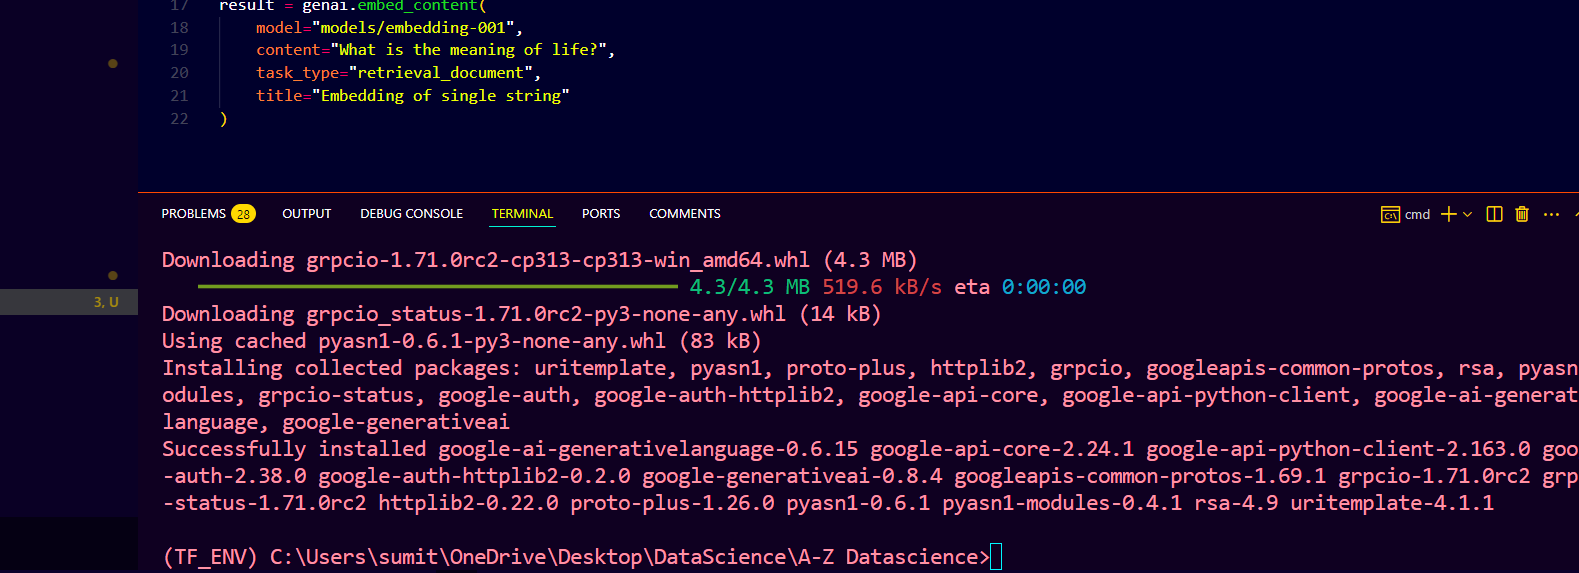 17 result = genai.embed_content(
18 model="models/embedding-001",
19 content="What is the meaning of life?",
20 task_type="retrieval_document",
21 title="Embedding of single string"
22 )
3, U
PROBLEMS 28 OUTPUT DEBUG CONSOLE TERMINAL PORTS COMMENTS cmd
Downloading grpcio-1.71.0rc2-cp313-cp313-win_amd64.whl (4.3 MB)
4.3/4.3 MB 519.6 kB/s eta 0:00:00
Downloading grpcio_status-1.71.0rc2-py3-none-any.whl (14 kB)
Using cached pyasn1-0.6.1-py3-none-any.whl (83 kB)
Installing collected packages: uritemplate, pyasn1, proto-plus, httplib2, grpcio, googleapis-common-protos, rsa, pyasn
odules, grpcio-status, google-auth, google-auth-httplib2, google-api-core, google-api-python-client, google-ai-generat
language, google-generativeai
Successfully installed google-ai-generativelanguage-0.6.15 google-api-core-2.24.1 google-api-python-client-2.163.0 goo
-auth-2.38.0 google-auth-httplib2-0.2.0 google-generativeai-0.8.4 googleapis-common-protos-1.69.1 grpcio-1.71.0rc2 grp
-status-1.71.0rc2 httplib2-0.22.0 proto-plus-1.26.0 pyasn1-0.6.1 pyasn1-modules-0.4.1 rsa-4.9 uritemplate-4.1.1
(TF_ENV) C:\Users\sumit\OneDrive\Desktop\DataScience\A-Z Datascience>